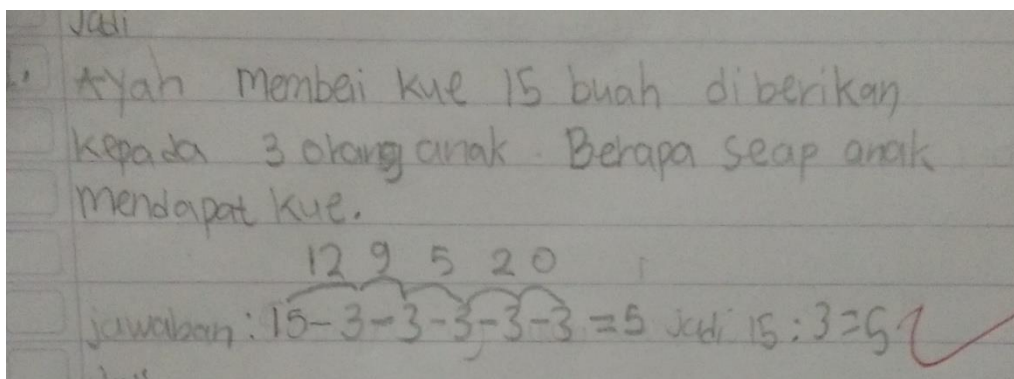 Jadi
Ayah membei kue 15 buah diberikan
kepada 3 orang anak. Berapa seap anak
mendapat kue.
12 9 5 2 0
jawaban: 15-3-3-3-3-3 = 5 jadi 15 : 3 = 5